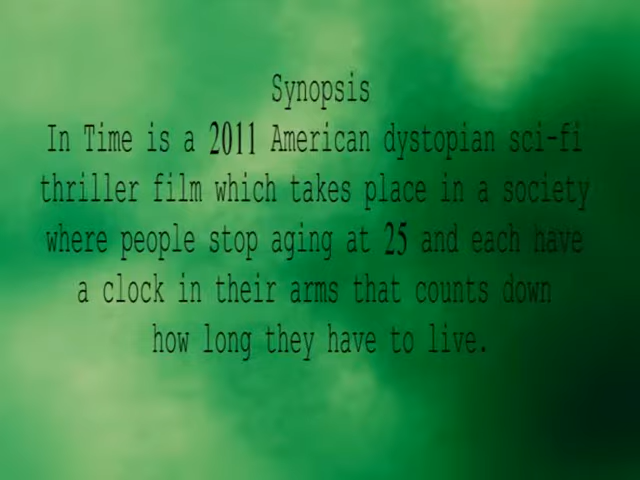 Synopsis
In Time is a 2011 American dystopian sci-fi
thriller film which takes place in a society
where people stop aging at 25 and each have
a clock in their arms that counts down
how long they have to live.